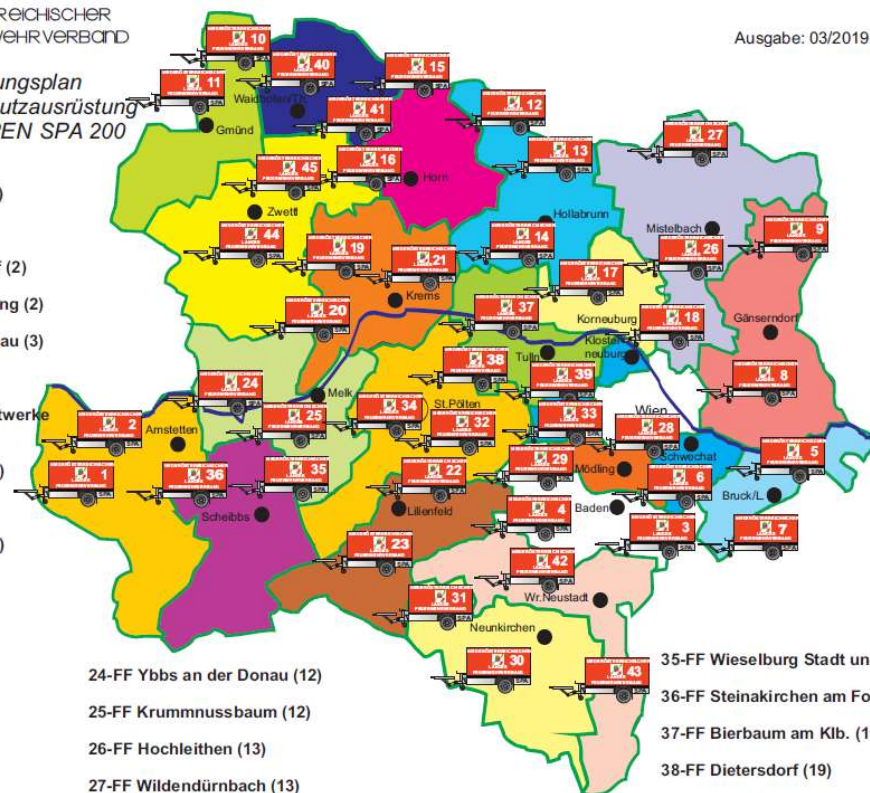 REICHISCHER
WEHRVERBAND
Ausgabe: 03/2019
ungsplan
utzausrüstung
PEN SPA 200
f (2)
ng (2)
au (3)
twerke
)
)
)
10
11
40
15
Waidhofen/Th.
41
12
Gmünd
13
27
45
16
Horn
Zwettl
Hollabrunn
Mistelbach
9
44
19
14
26
21
17
Krems
20
37
Korneuburg
18
Gänserndorf
Kloster-
neuburg
Tulln
38
39
8
24
Melk
34
St.Pölten
32
33
Wien
28
2
Amstetten
25
Schwechat
5
1
36
35
22
29
Mödling
6
Bruck/L.
Scheibbs
Lilienfeld
4
Baden
3
7
23
42
31
Wr.Neustadt
Neunkirchen
30
43
24-FF Ybbs an der Donau (12)
25-FF Krummnussbaum (12)
26-FF Hochleithen (13)
27-FF Wildendürnbach (13)
35-FF Wieselburg Stadt un
36-FF Steinakirchen am Fo
37-FF Bierbaum am Klb. (1
38-FF Dietersdorf (19)